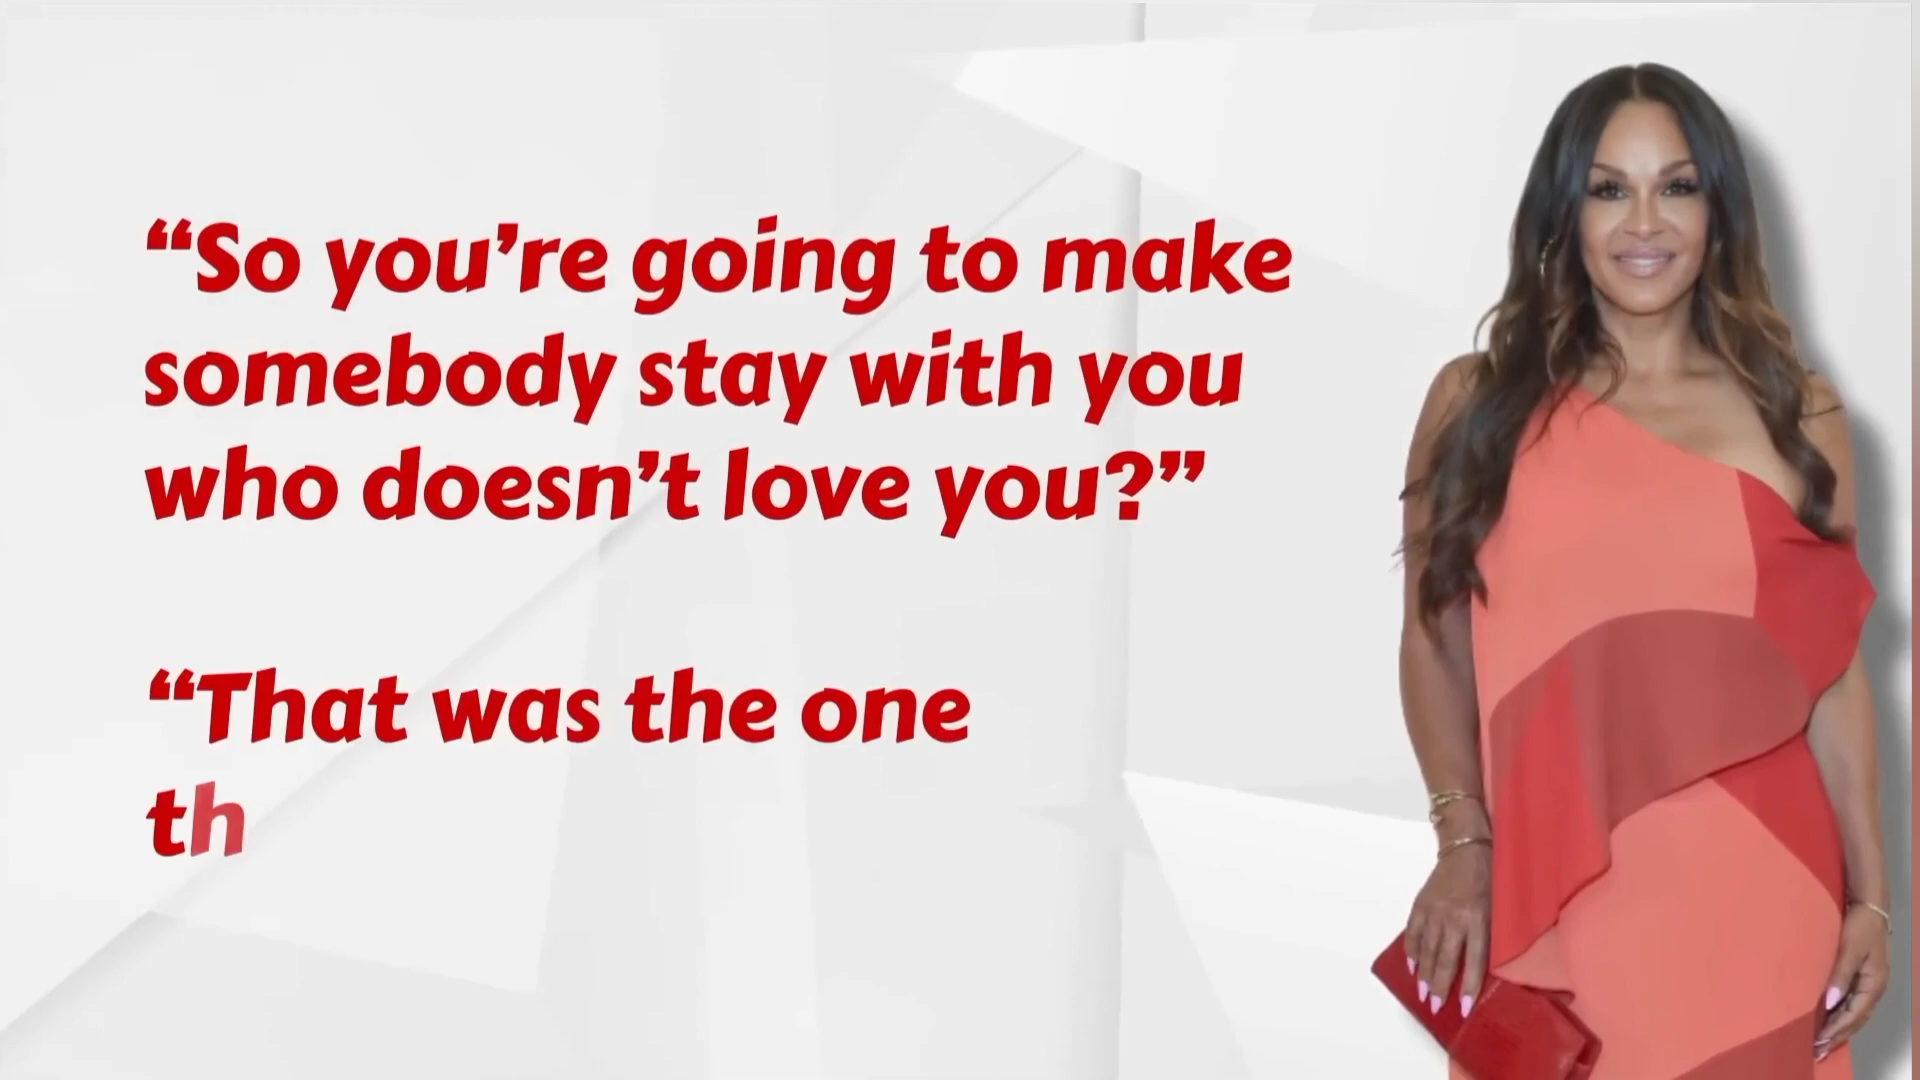 “So you’re going to make
somebody stay with you
who doesn’t love you?”
“That was the one
th